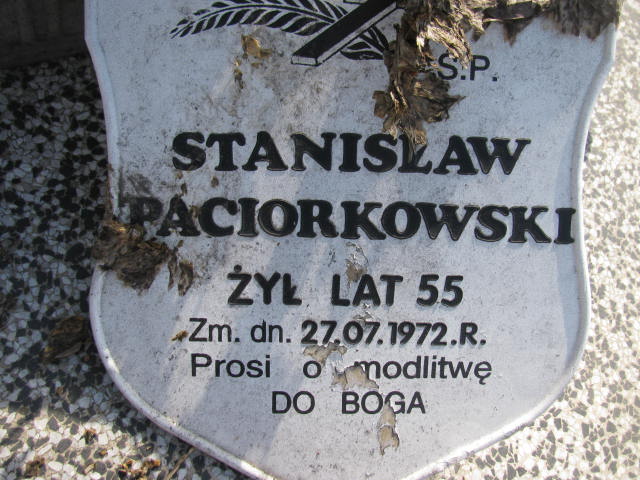 Ś.P.
STANISŁAW
PACIORKOWSKI
ŻYŁ LAT 55
Zm. dn. 27.07.1972.R.
Prosi o modlitwę
DO BOGA